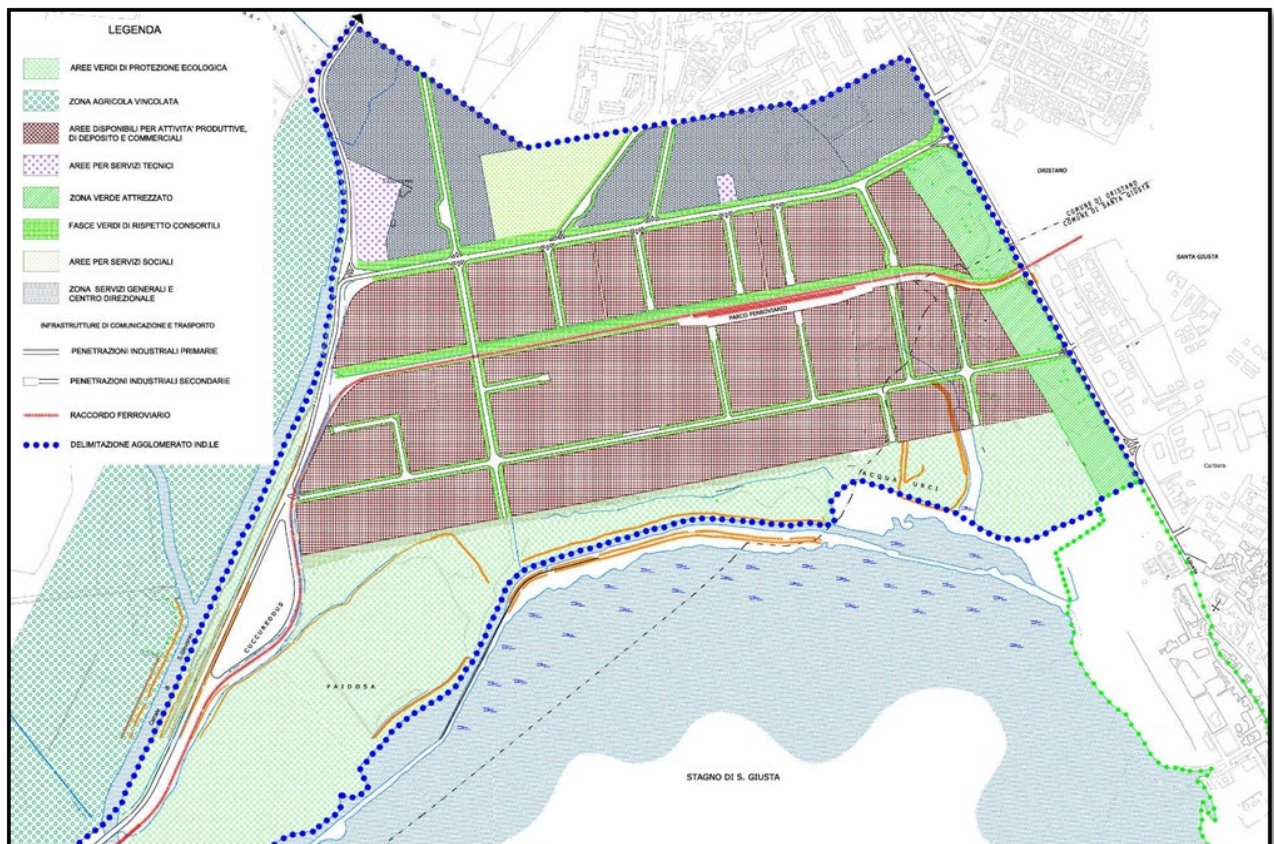 LEGENDA
AREE VERDI DI PROTEZIONE ECOLOGICA
ZONA AGRICOLA VINCOLATA
AREE DISPONIBILI PER ATTIVITA' PRODUTTIVE,
DI DEPOSITO E COMMERCIALI
AREE PER SERVIZI TECNICI
ZONA VERDE ATTREZZATO
FASCE VERDI DI RISPETTO CONSORTILI
AREE PER SERVIZI SOCIALI
ZONA SERVIZI GENERALI E
CENTRO DIREZIONALE
INFRASTRUTTURE DI COMUNICAZIONE E TRASPORTO
PENETRAZIONI INDUSTRIALI PRIMARIE
PENETRAZIONI INDUSTRIALI SECONDARIE
RACCORDO FERROVIARIO
DELIMITAZIONE AGGLOMERATO IND.LE
ORISTANO
COMUNE DI ORISTANO
COMUNE DI SANTA GIUSTA
SANTA GIUSTA
PARCO FERROVIARIO
ACQUA URCI
CUCCUREDDUS
PAIDOSA
STAGNO DI S. GIUSTA